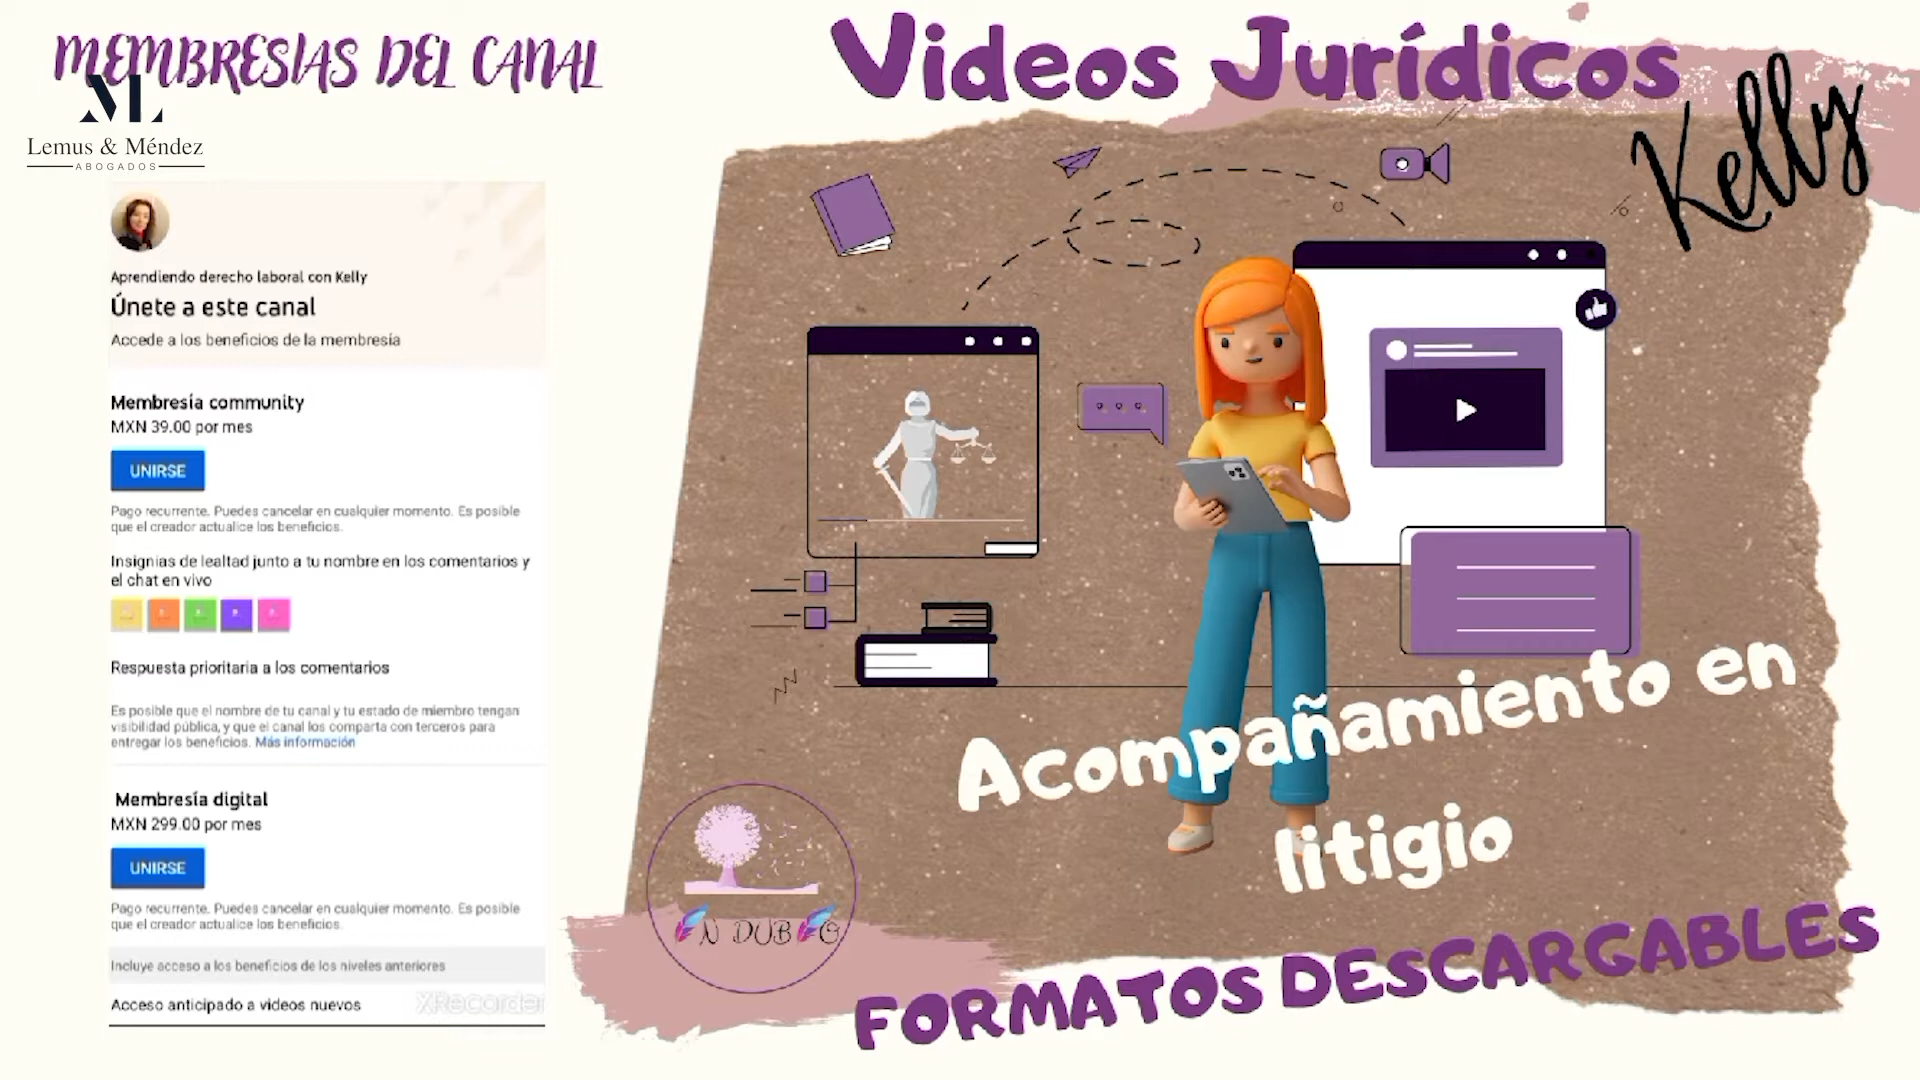 MEMBRESIAS DEL CANAL
ML
Lemus & Méndez
ABOGADOS
Aprendiendo derecho laboral con Kelly
Únete a este canal
Accede a los beneficios de la membresía
Membresía community
MXN 39.00 por mes
UNIRSE
Pago recurrente. Puedes cancelar en cualquier momento. Es posible
que el creador actualice los beneficios.
Insignias de lealtad junto a tu nombre en los comentarios y
el chat en vivo
Respuesta prioritaria a los comentarios
Es posible que el nombre de tu canal y tu estado de miembro tengan
visibilidad pública, y que el canal los comparta con terceros para
entregar los beneficios. Más información
Membresía digital
MXN 299.00 por mes
UNIRSE
Pago recurrente. Puedes cancelar en cualquier momento. Es posible
que el creador actualice los beneficios.
Incluye acceso a los beneficios de los niveles anteriores
Acceso anticipado a videos nuevos
XRecorder
Videos Jurídicos
Kelly
Acompañamiento en
litigio
IN DUBIO
FORMATOS DESCARGABLES